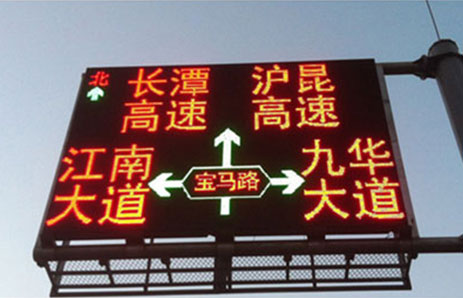 北
长潭 沪昆
高速 高速
江南 九华
大道 大道
宝马路